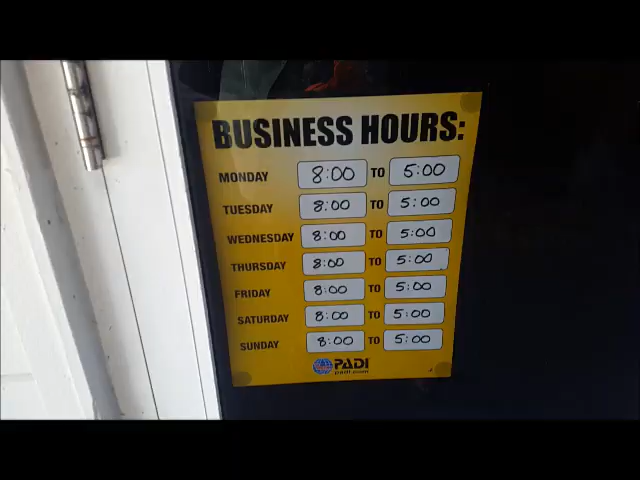 BUSINESS HOURS:
MONDAY 8:00 TO 5:00
TUESDAY 8:00 TO 5:00
WEDNESDAY 8:00 TO 5:00
THURSDAY 8:00 TO 5:00
FRIDAY 8:00 TO 5:00
SATURDAY 8:00 TO 5:00
SUNDAY 8:00 TO 5:00
PADI
padi.com